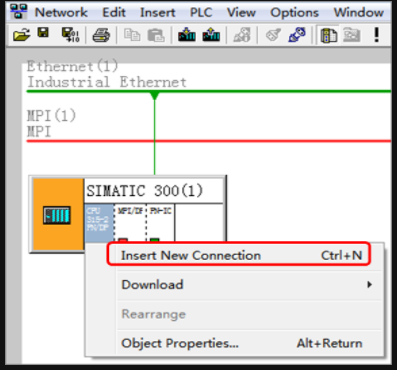 Network Edit Insert PLC View Options Window
Ethernet(1)
Industrial Ethernet
MPI(1)
MPI
SIMATIC 300(1)
CPU MPI/DP PN-IO
315-2
PN/DP
Insert New Connection Ctrl+N
Download
Rearrange
Object Properties... Alt+Return